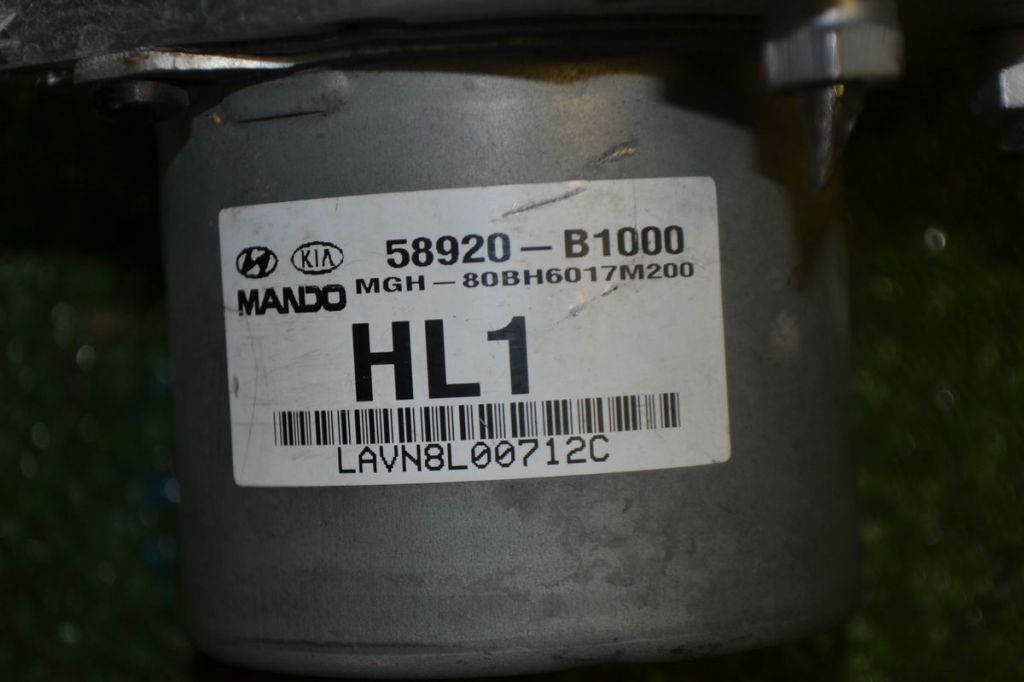 KIA 58920 – B1000
MANDO MGH – 80BH6017M200
HL1
LAVN8L00712C